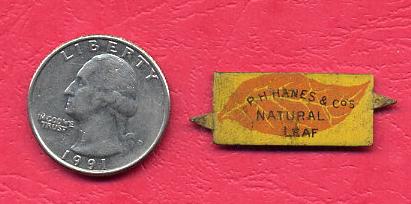 LIBERTY
IN GOD WE
TRUST
1991
P.H. HANES & CO'S
NATURAL
LEAF